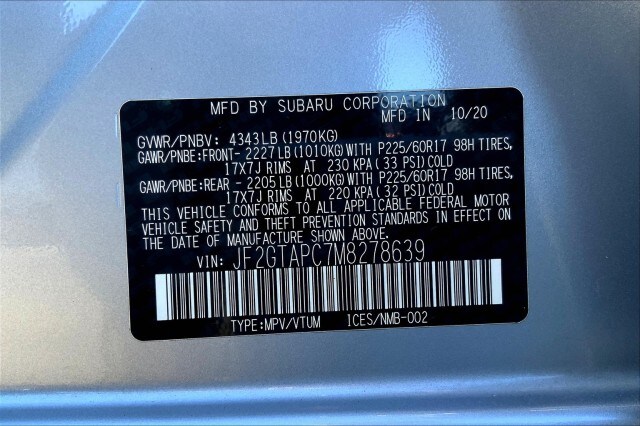 MFD BY SUBARU CORPORATION
MFD IN 10/20
GVWR/PNBV: 4343LB (1970KG)
GAWR/PNBE:FRONT- 2227LB (1010KG) WITH P225/60R17 98H TIRES,
17X7J RIMS AT 230 KPA (33 PSI) COLD
GAWR/PNBE:REAR - 2205LB (1000KG) WITH P225/60R17 98H TIRES,
17X7J RIMS AT 220 KPA (32 PSI) COLD
THIS VEHICLE CONFORMS TO ALL APPLICABLE FEDERAL MOTOR
VEHICLE SAFETY AND THEFT PREVENTION STANDARDS IN EFFECT ON
THE DATE OF MANUFACTURE SHOWN ABOVE.
VIN: JF2GTAPC7M8278639
TYPE:MPV/VTUM ICES/NMB-002